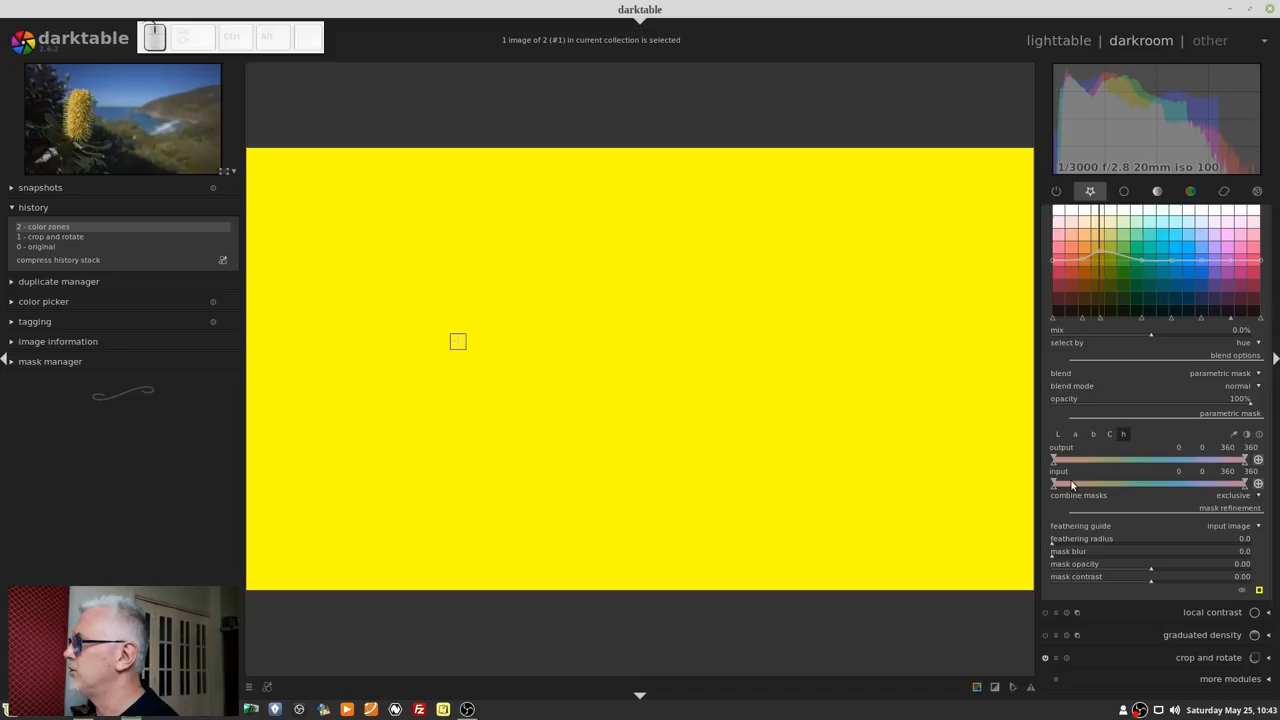 darktable
darktable
2.6.2
Ctrl
Alt
1 image of 2 (#1) in current collection is selected
lighttable | darkroom | other
1/3000 f/2.8 20mm iso 100
snapshots
history
2 - color zones
1 - crop and rotate
0 - original
compress history stack
duplicate manager
color picker
tagging
image information
mask manager
mix 0.0%
select by hue
blend options
blend parametric mask
blend mode normal
opacity 100%
parametric mask
L a b C h
output 0 0 360 360
input 0 0 360 360
combine masks exclusive
mask refinement
feathering guide input image
feathering radius 0.0
mask blur 0.0
mask opacity 0.00
mask contrast 0.00
local contrast
graduated density
crop and rotate
more modules
Saturday May 25, 10:43